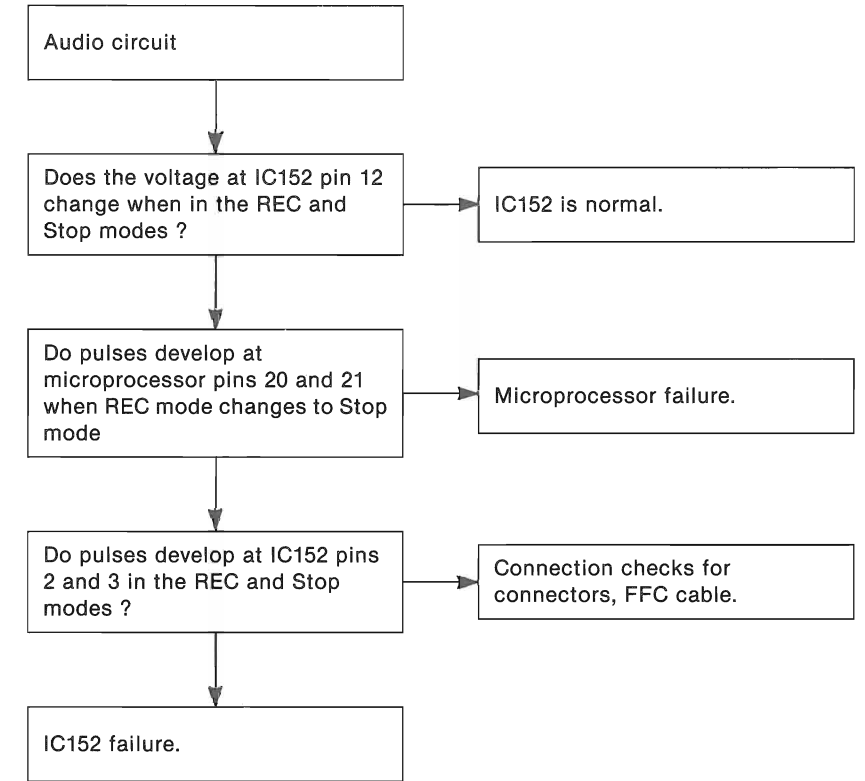 Audio circuit
Does the voltage at IC152 pin 12
change when in the REC and
Stop modes ?
IC152 is normal.
Do pulses develop at
microprocessor pins 20 and 21
when REC mode changes to Stop
mode
Microprocessor failure.
Do pulses develop at IC152 pins
2 and 3 in the REC and Stop
modes ?
Connection checks for
connectors, FFC cable.
IC152 failure.